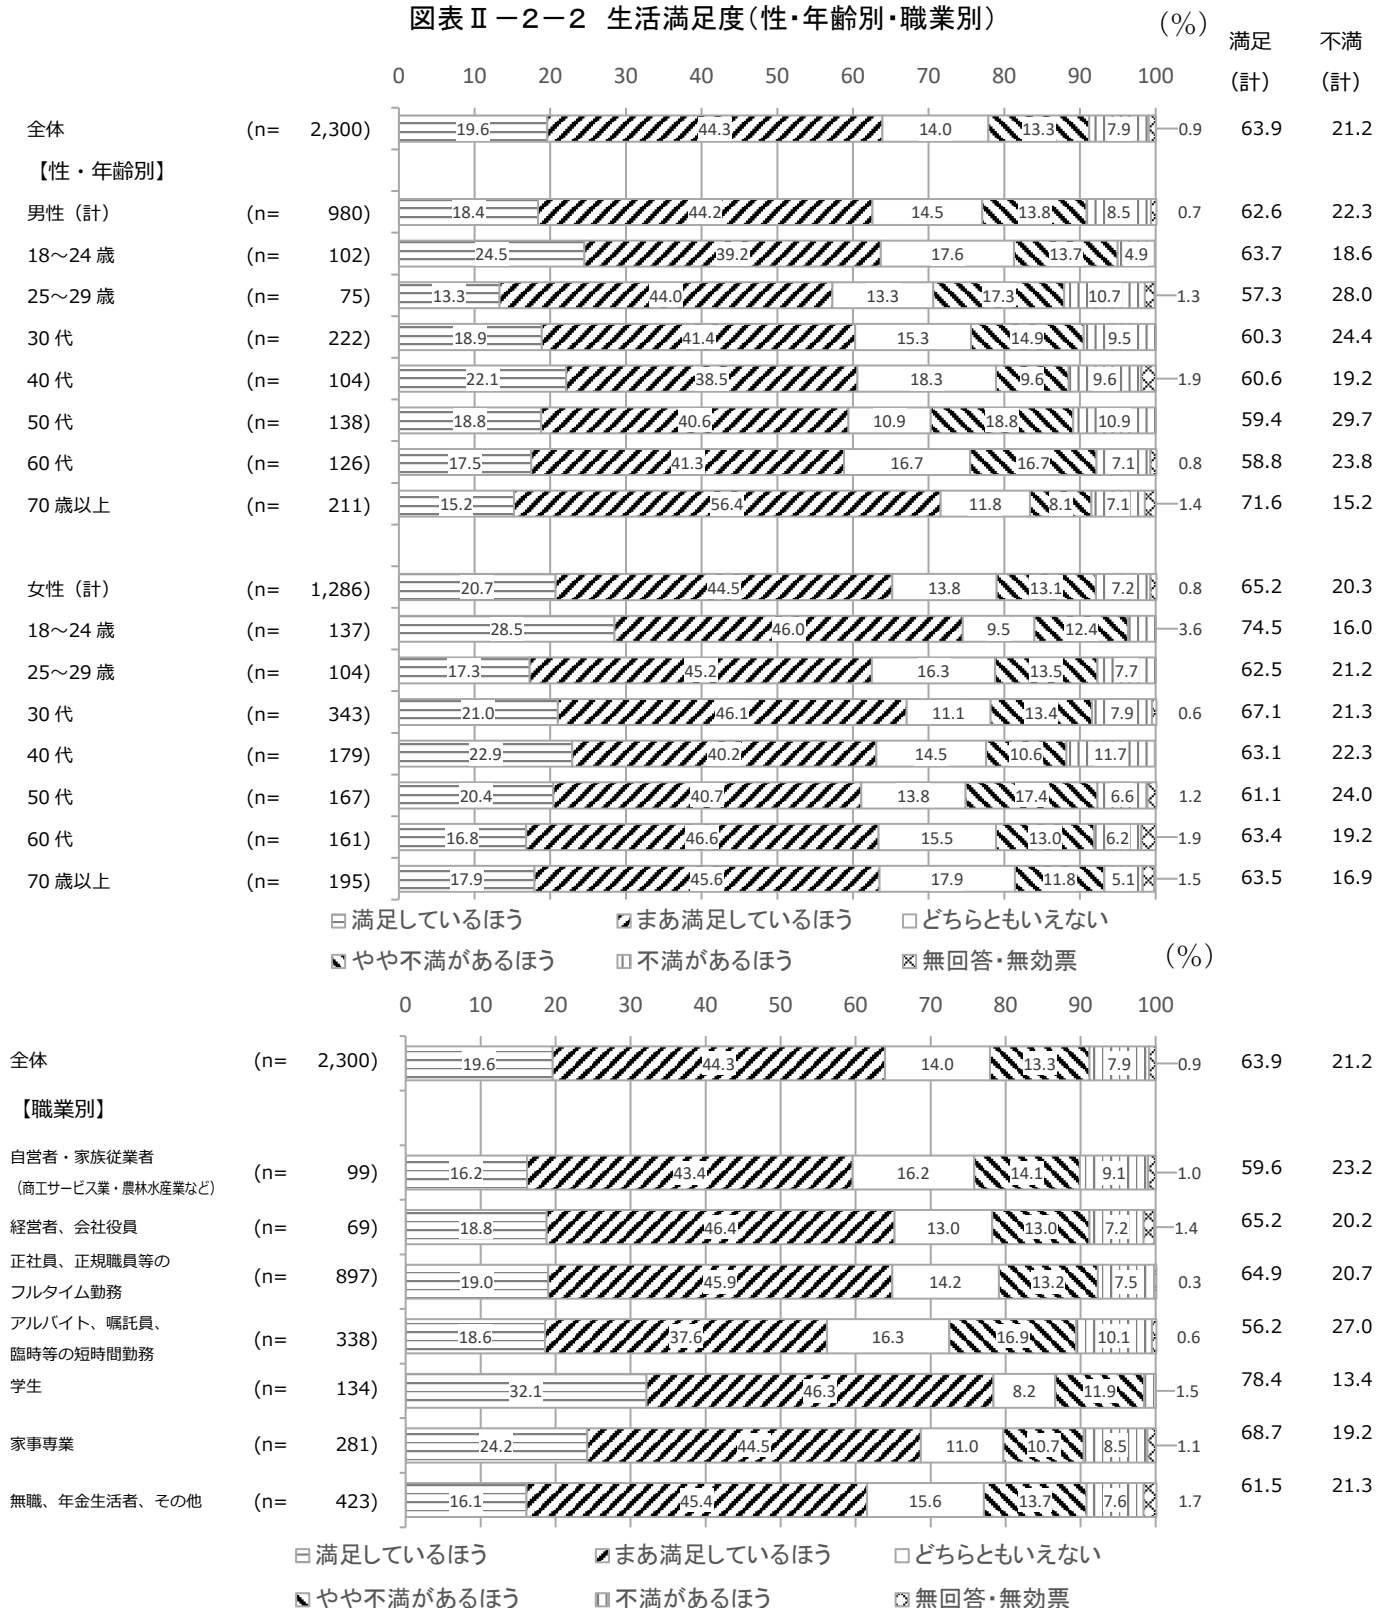 図表Ⅱ－2－2 生活満足度（性・年齢別・職業別）
(%)
満足 不満
（計） （計）
0 10 20 30 40 50 60 70 80 90 100
全体 (n= 2,300) 19.6 44.3 14.0 13.3 7.9 0.9 63.9 21.2
【性・年齢別】
男性（計） (n= 980) 18.4 44.2 14.5 13.8 8.5 0.7 62.6 22.3
18～24 歳 (n= 102) 24.5 39.2 17.6 13.7 4.9 63.7 18.6
25～29 歳 (n= 75) 13.3 44.0 13.3 17.3 10.7 1.3 57.3 28.0
30 代 (n= 222) 18.9 41.4 15.3 14.9 9.5 60.3 24.4
40 代 (n= 104) 22.1 38.5 18.3 9.6 9.6 1.9 60.6 19.2
50 代 (n= 138) 18.8 40.6 10.9 18.8 10.9 59.4 29.7
60 代 (n= 126) 17.5 41.3 16.7 16.7 7.1 0.8 58.8 23.8
70 歳以上 (n= 211) 15.2 56.4 11.8 8.1 7.1 1.4 71.6 15.2
女性（計） (n= 1,286) 20.7 44.5 13.8 13.1 7.2 0.8 65.2 20.3
18～24 歳 (n= 137) 28.5 46.0 9.5 12.4 3.6 74.5 16.0
25～29 歳 (n= 104) 17.3 45.2 16.3 13.5 7.7 62.5 21.2
30 代 (n= 343) 21.0 46.1 11.1 13.4 7.9 0.6 67.1 21.3
40 代 (n= 179) 22.9 40.2 14.5 10.6 11.7 63.1 22.3
50 代 (n= 167) 20.4 40.7 13.8 17.4 6.6 1.2 61.1 24.0
60 代 (n= 161) 16.8 46.6 15.5 13.0 6.2 1.9 63.4 19.2
70 歳以上 (n= 195) 17.9 45.6 17.9 11.8 5.1 1.5 63.5 16.9
満足しているほう まあ満足しているほう どちらともいえない
やや不満があるほう 不満があるほう 無回答・無効票
(%)
0 10 20 30 40 50 60 70 80 90 100
全体 (n= 2,300) 19.6 44.3 14.0 13.3 7.9 0.9 63.9 21.2
【職業別】
自営者・家族従業者
（商工サービス業・農林水産業など） (n= 99) 16.2 43.4 16.2 14.1 9.1 1.0 59.6 23.2
経営者、会社役員 (n= 69) 18.8 46.4 13.0 13.0 7.2 1.4 65.2 20.2
正社員、正規職員等の
フルタイム勤務 (n= 897) 19.0 45.9 14.2 13.2 7.5 0.3 64.9 20.7
アルバイト、嘱託員、
臨時等の短時間勤務 (n= 338) 18.6 37.6 16.3 16.9 10.1 0.6 56.2 27.0
学生 (n= 134) 32.1 46.3 8.2 11.9 1.5 78.4 13.4
家事専業 (n= 281) 24.2 44.5 11.0 10.7 8.5 1.1 68.7 19.2
無職、年金生活者、その他 (n= 423) 16.1 45.4 15.6 13.7 7.6 1.7 61.5 21.3
満足しているほう まあ満足しているほう どちらともいえない
やや不満があるほう 不満があるほう 無回答・無効票